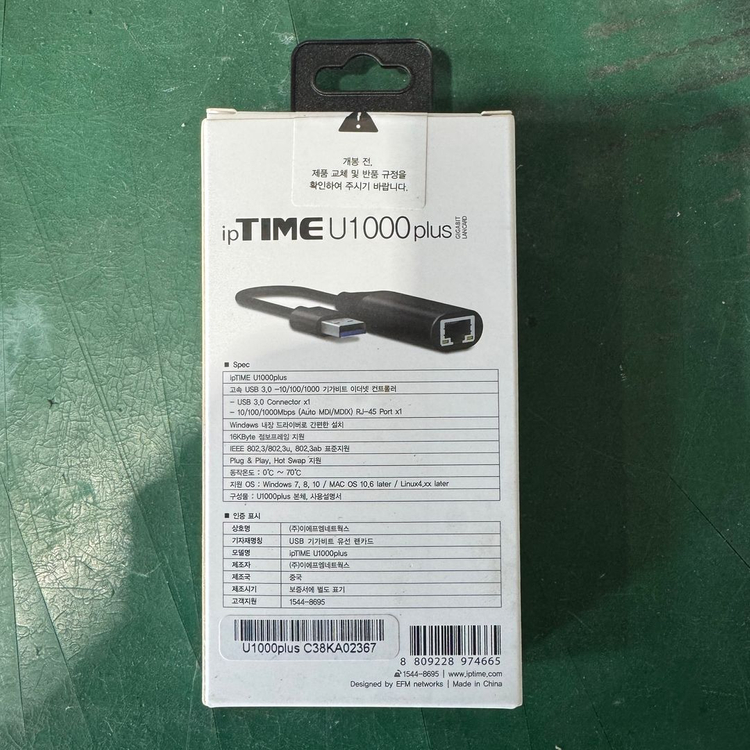 개봉 전,
제품 교체 및 반품 규정을
확인하여 주시기 바랍니다.
ipTIME U1000plus GIGABIT LANCARD
■ Spec
ipTIME U1000plus
고속 USB 3.0 -10/100/1000 기가비트 이더넷 컨트롤러
- USB 3.0 Connector x1
- 10/100/1000Mbps (Auto MDI/MDIX) RJ-45 Port x1
Windows 내장 드라이버로 간편한 설치
16KByte 점보프레임 지원
IEEE 802.3/802.3u, 802.3ab 표준지원
Plug & Play, Hot Swap 지원
동작온도 : 0℃ ~ 70℃
지원 OS : Windows 7, 8, 10 / MAC OS 10.6 later / Linux4.xx later
구성물 : U1000plus 본체, 사용설명서
■ 인증 표시
상호명 (주)이에프엠네트웍스
기자재명칭 USB 기가비트 유선 랜카드
모델명 ipTIME U1000plus
제조자 (주)이에프엠네트웍스
제조국 중국
제조시기 보증서에 별도 표기
고객지원 1544-8695
U1000plus C38KA02367
8 809228 974665
1544-8695 | www.iptime.com
Designed by EFM networks | Made in China